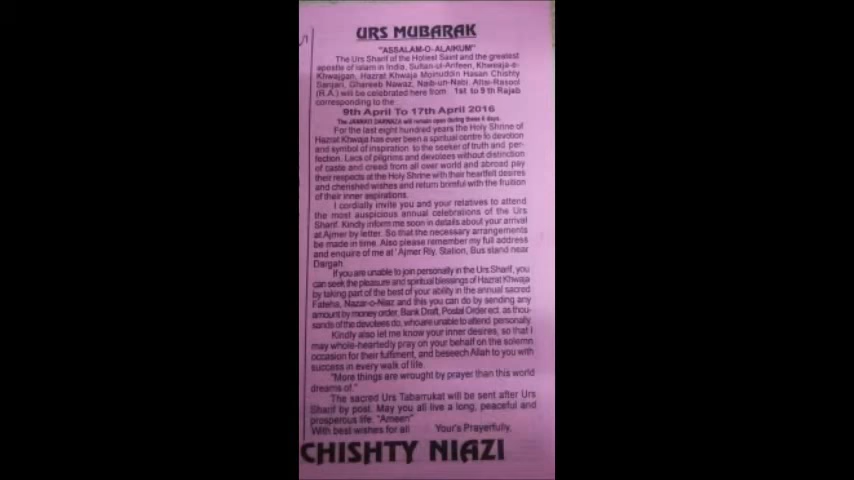 URS MUBARAK
"ASSALAM-O-ALAIKUM"
The Urs Sharif of the Holiest Saint and the greatest
apostle of Islam in India, Sultan-ul-Arifeen, Khwaaja-e-
Khwajgan, Hazrat Khwaja Moinuddin Hasan Chishty
Sanjari, Ghareeb Nawaz, Naib-un-Nabi, Attai-Rasool
(R.A.) will be celebrated here from 1st to 9 th Rajab
corresponding to the
9th April To 17th April 2016
The JANNATI DARWAZA will remain open during these 6 days.
For the last eight hundred years the Holy Shrine of
Hazrat Khwaja has ever been a spiritual centre to devotion
and symbol of inspiration to the seeker of truth and per-
fection. Lacs of pilgrims and devotees without distinction
of caste and creed from all over world and abroad pay
their respects at the Holy Shrine with their heartfelt desires
and cherished wishes and return brimful with the fruition
of their inner aspirations.
I cordially invite you and your relatives to attend
the most auspicious annual celebrations of the Urs
Sharif. Kindly inform me soon in details about your arrival
at Ajmer by letter. So that the necessary arrangements
be made in time. Also please remember my full address
and enquire of me at 'Ajmer Rly. Station, Bus stand near
Dargah.
If you are unable to join personally in the Urs Sharif, you
can seek the pleasure and spiritual blessings of Hazrat Khwaja
by taking part of the best of your ability in the annual sacred
Fateha, Nazar-o-Niaz and this you can do by sending any
amount by money order, Bank Draft, Postal Order ect. as thou-
sands of the devotees do, who are unable to attend personally
Kindly also let me know your inner desires, so that I
may whole-heartedly pray on your behalf on the solemn
occasion for their fulfiment, and beseech Allah to you with
success in every walk of life.
"More things are wrought by prayer than this world
dreams of."
The sacred Urs Tabarrukat will be sent after Urs
Sharif by post. May you all live a long, peaceful and
prosperous life. "Ameen"
With best wishes for all Your's Prayerfully,
CHISHTY NIAZI